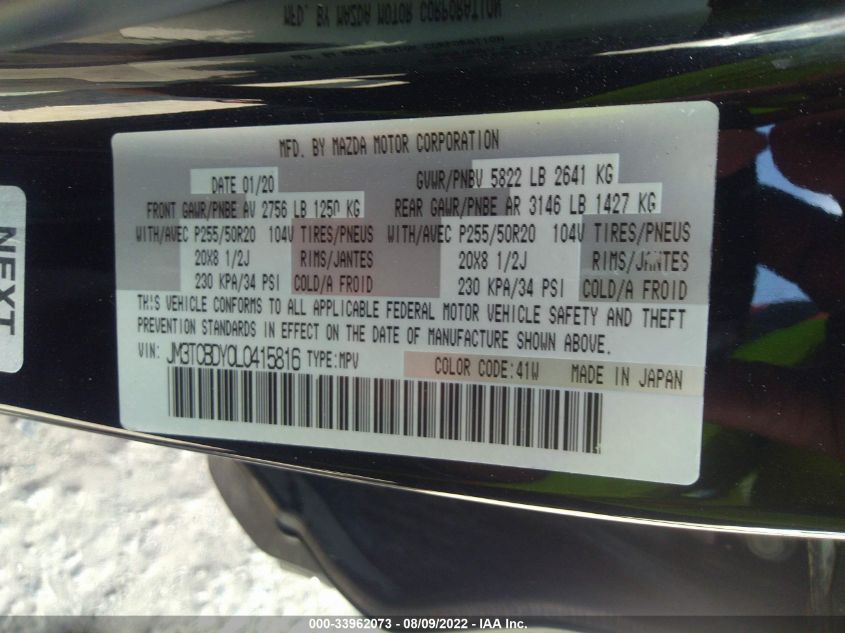 MFD. BY MAZDA MOTOR CORPORATION
DATE 01/20 GVWR/PNBV 5822 LB 2641 KG
FRONT GAWR/PNBE AV 2756 LB 1250 KG REAR GAWR/PNBE AR 3146 LB 1427 KG
WITH/AVEC P255/50R20 104V TIRES/PNEUS WITH/AVEC P255/50R20 104V TIRES/PNEUS
20X8 1/2J RIMS/JANTES 20X8 1/2J RIMS/JANTES
230 KPA/34 PSI COLD/A FROID 230 KPA/34 PSI COLD/A FROID
THIS VEHICLE CONFORMS TO ALL APPLICABLE FEDERAL MOTOR VEHICLE SAFETY AND THEFT
PREVENTION STANDARDS IN EFFECT ON THE DATE OF MANUFACTURE SHOWN ABOVE.
VIN: JM3TCBDY0L0415816 TYPE:MPV COLOR CODE:41W MADE IN JAPAN
NEXT
000-33962073 - 08/09/2022 - IAA Inc.